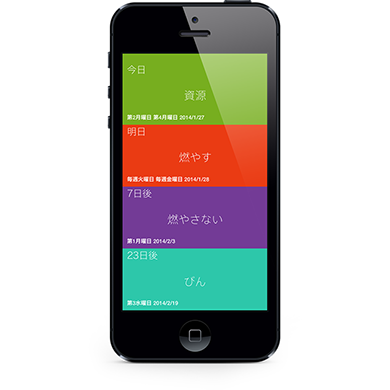 今日
資源
第2月曜日 第4月曜日 2014/1/27
明日
燃やす
毎週火曜日 毎週金曜日 2014/1/28
7日後
燃やさない
第1月曜日 2014/2/3
23日後
びん
第3水曜日 2014/2/19